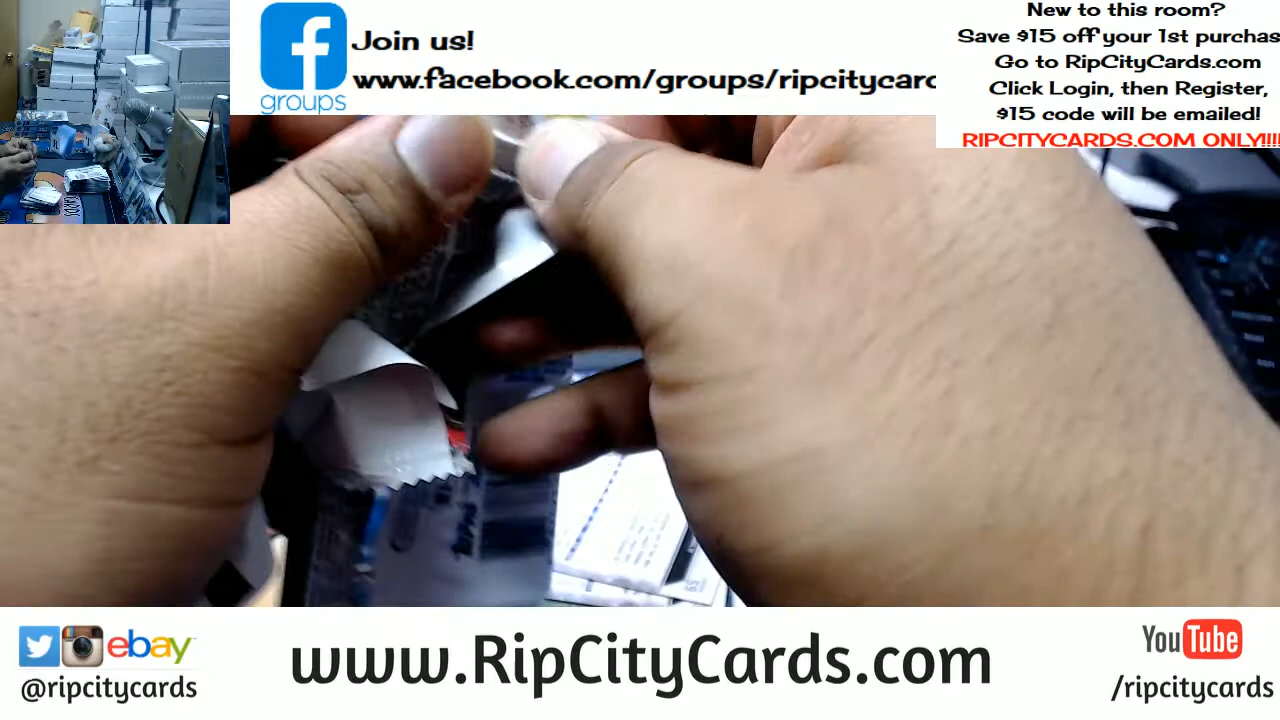 f
groups
Join us!
www.facebook.com/groups/ripcitycarc
New to this room?
Save $15 off your 1st purchas
Go to RipCityCards.com
Click Login, then Register,
$15 code will be emailed!
RIPCITYCARDS.COM ONLY!!!!
ebay
@ripcitycards
www.RipCityCards.com
YouTube
/ripcitycards